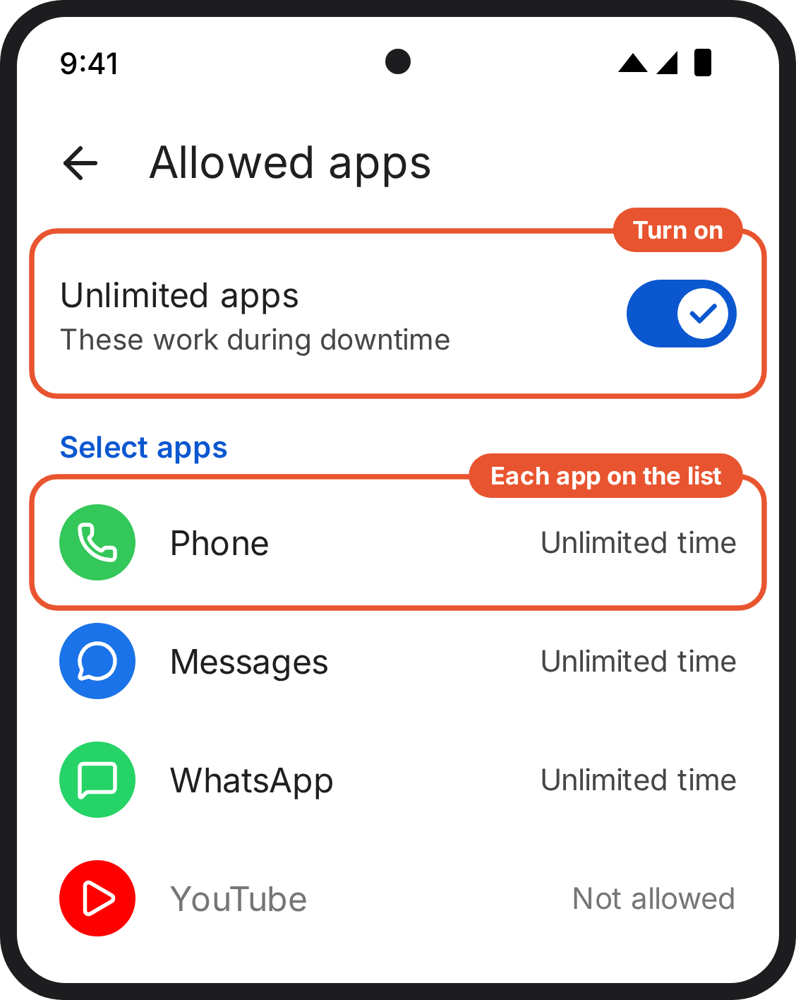 9:41
Allowed apps
Turn on
Unlimited apps
These work during downtime
Select apps
Each app on the list
Phone Unlimited time
Messages Unlimited time
WhatsApp Unlimited time
YouTube Not allowed